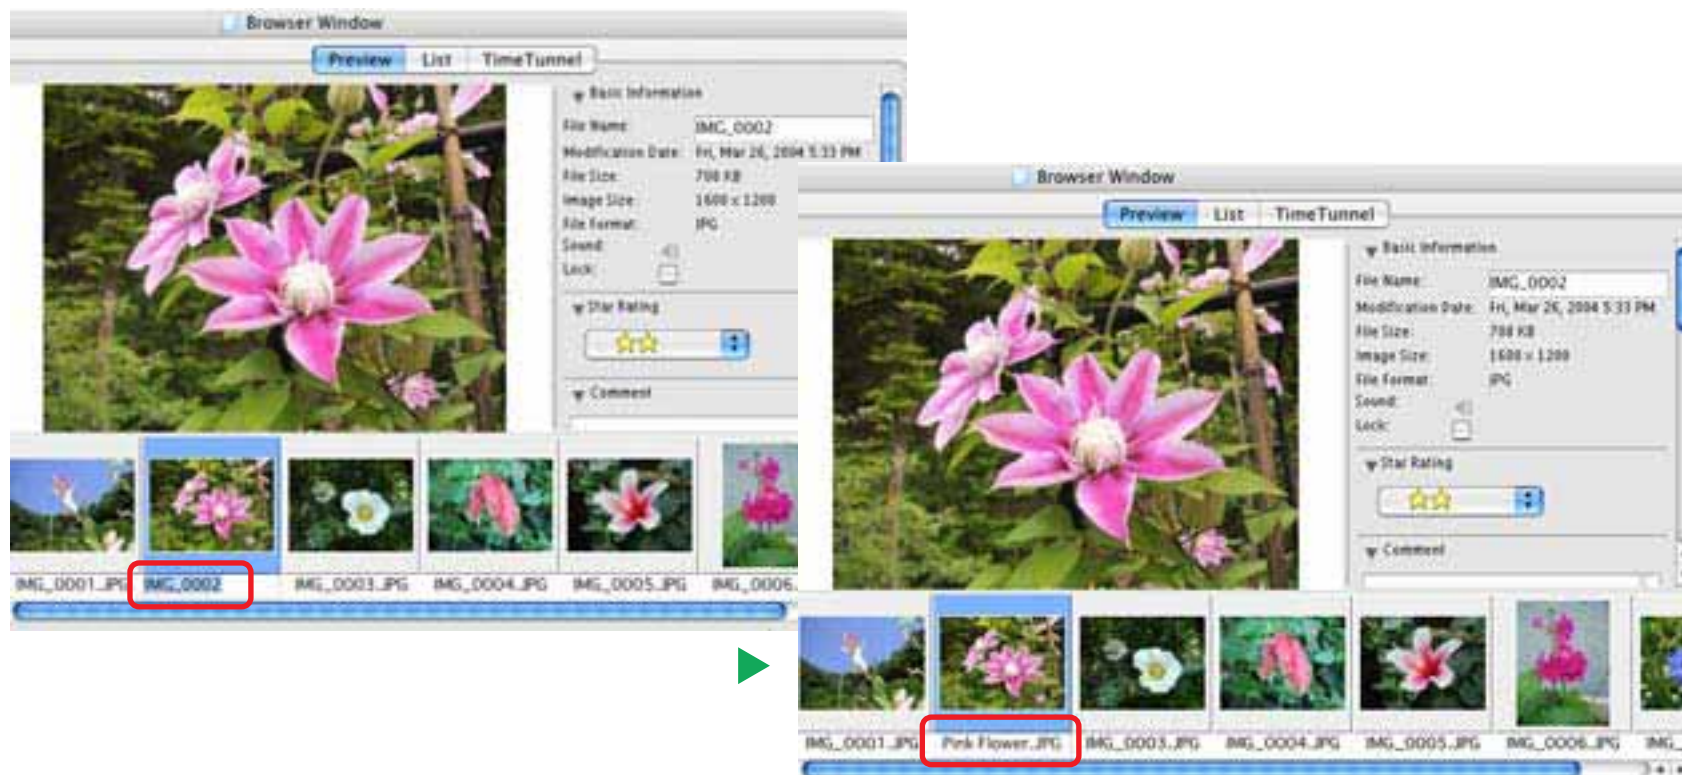 Browser Window
Preview List TimeTunnel
Basic Information
File Name: IMG_0002
Modification Date: Fri, Mar 26, 2004 5:33 PM
File Size: 708 KB
Image Size: 1600 x 1200
File Format: JPG
Sound:
Lock:
Star Rating
Comment
IMG_0001.JPG IMG_0002 IMG_0003.JPG IMG_0004.JPG IMG_0005.JPG IMG_0006.
Browser Window
Preview List TimeTunnel
Basic Information
File Name: IMG_0002
Modification Date: Fri, Mar 26, 2004 5:33 PM
File Size: 708 KB
Image Size: 1600 x 1200
File Format: JPG
Sound:
Lock:
Star Rating
Comment
IMG_0001.JPG Pink Flower.JPG IMG_0003.JPG IMG_0004.JPG IMG_0005.JPG IMG_0006.JPG IMG_